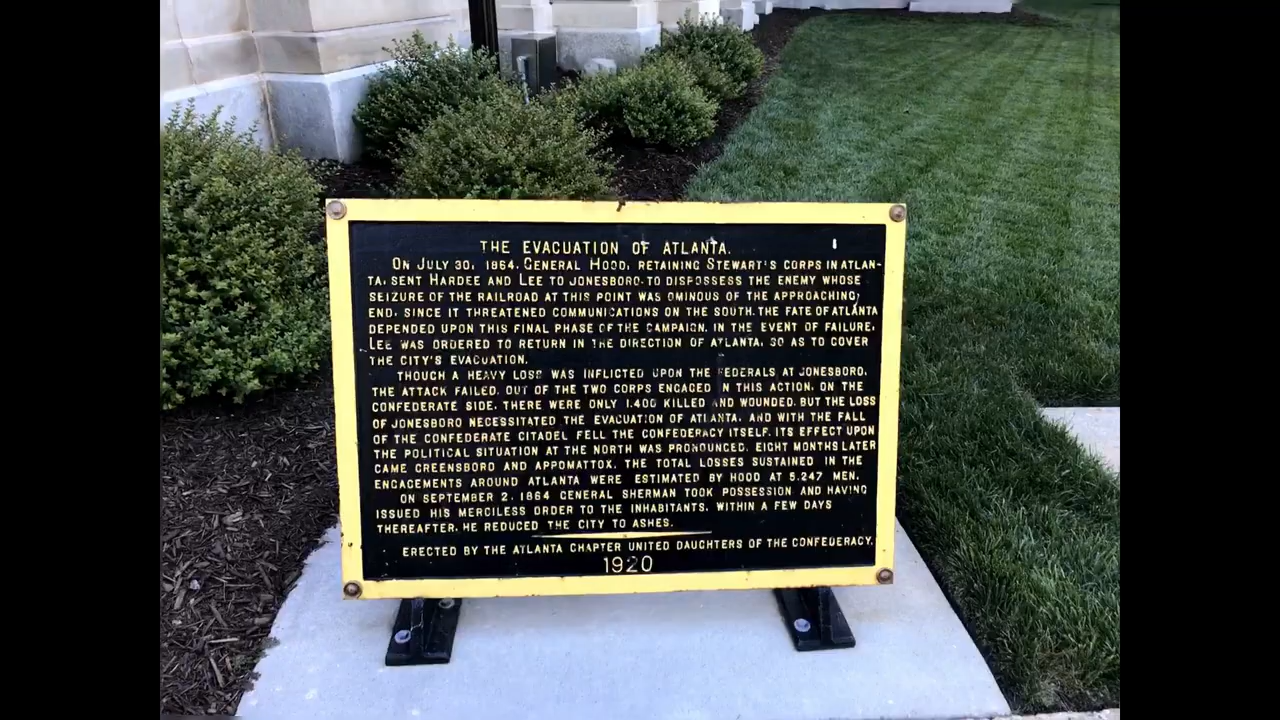 THE EVACUATION OF ATLANTA.
ON JULY 30, 1864, GENERAL HOOD, RETAINING STEWART'S CORPS IN ATLAN-
TA, SENT HARDEE AND LEE TO JONESBORO-TO DISPOSSESS THE ENEMY WHOSE
SEIZURE OF THE RAILROAD AT THIS POINT WAS OMINOUS OF THE APPROACHING
END, SINCE IT THREATENED COMMUNICATIONS ON THE SOUTH. THE FATE OF ATLANTA
DEPENDED UPON THIS FINAL PHASE OF THE CAMPAIGN. IN THE EVENT OF FAILURE,
LEE WAS ORDERED TO RETURN IN THE DIRECTION OF ATLANTA, SO AS TO COVER
THE CITY'S EVACUATION.
THOUGH A HEAVY LOSS WAS INFLICTED UPON THE FEDERALS AT JONESBORO,
THE ATTACK FAILED. OUT OF THE TWO CORPS ENGAGED IN THIS ACTION, ON THE
CONFEDERATE SIDE, THERE WERE ONLY 1,400 KILLED AND WOUNDED. BUT THE LOSS
OF JONESBORO NECESSITATED THE EVACUATION OF ATLANTA, AND WITH THE FALL
OF THE CONFEDERATE CITADEL FELL THE CONFEDERACY ITSELF. ITS EFFECT UPON
THE POLITICAL SITUATION AT THE NORTH WAS PRONOUNCED. EIGHT MONTHS LATER
CAME GREENSBORO AND APPOMATTOX. THE TOTAL LOSSES SUSTAINED IN THE
ENGAGEMENTS AROUND ATLANTA WERE ESTIMATED BY HOOD AT 5,247 MEN.
ON SEPTEMBER 2, 1864 GENERAL SHERMAN TOOK POSSESSION AND HAVING
ISSUED HIS MERCILESS ORDER TO THE INHABITANTS, WITHIN A FEW DAYS
THEREAFTER, HE REDUCED THE CITY TO ASHES.
ERECTED BY THE ATLANTA CHAPTER UNITED DAUGHTERS OF THE CONFEDERACY.
1920